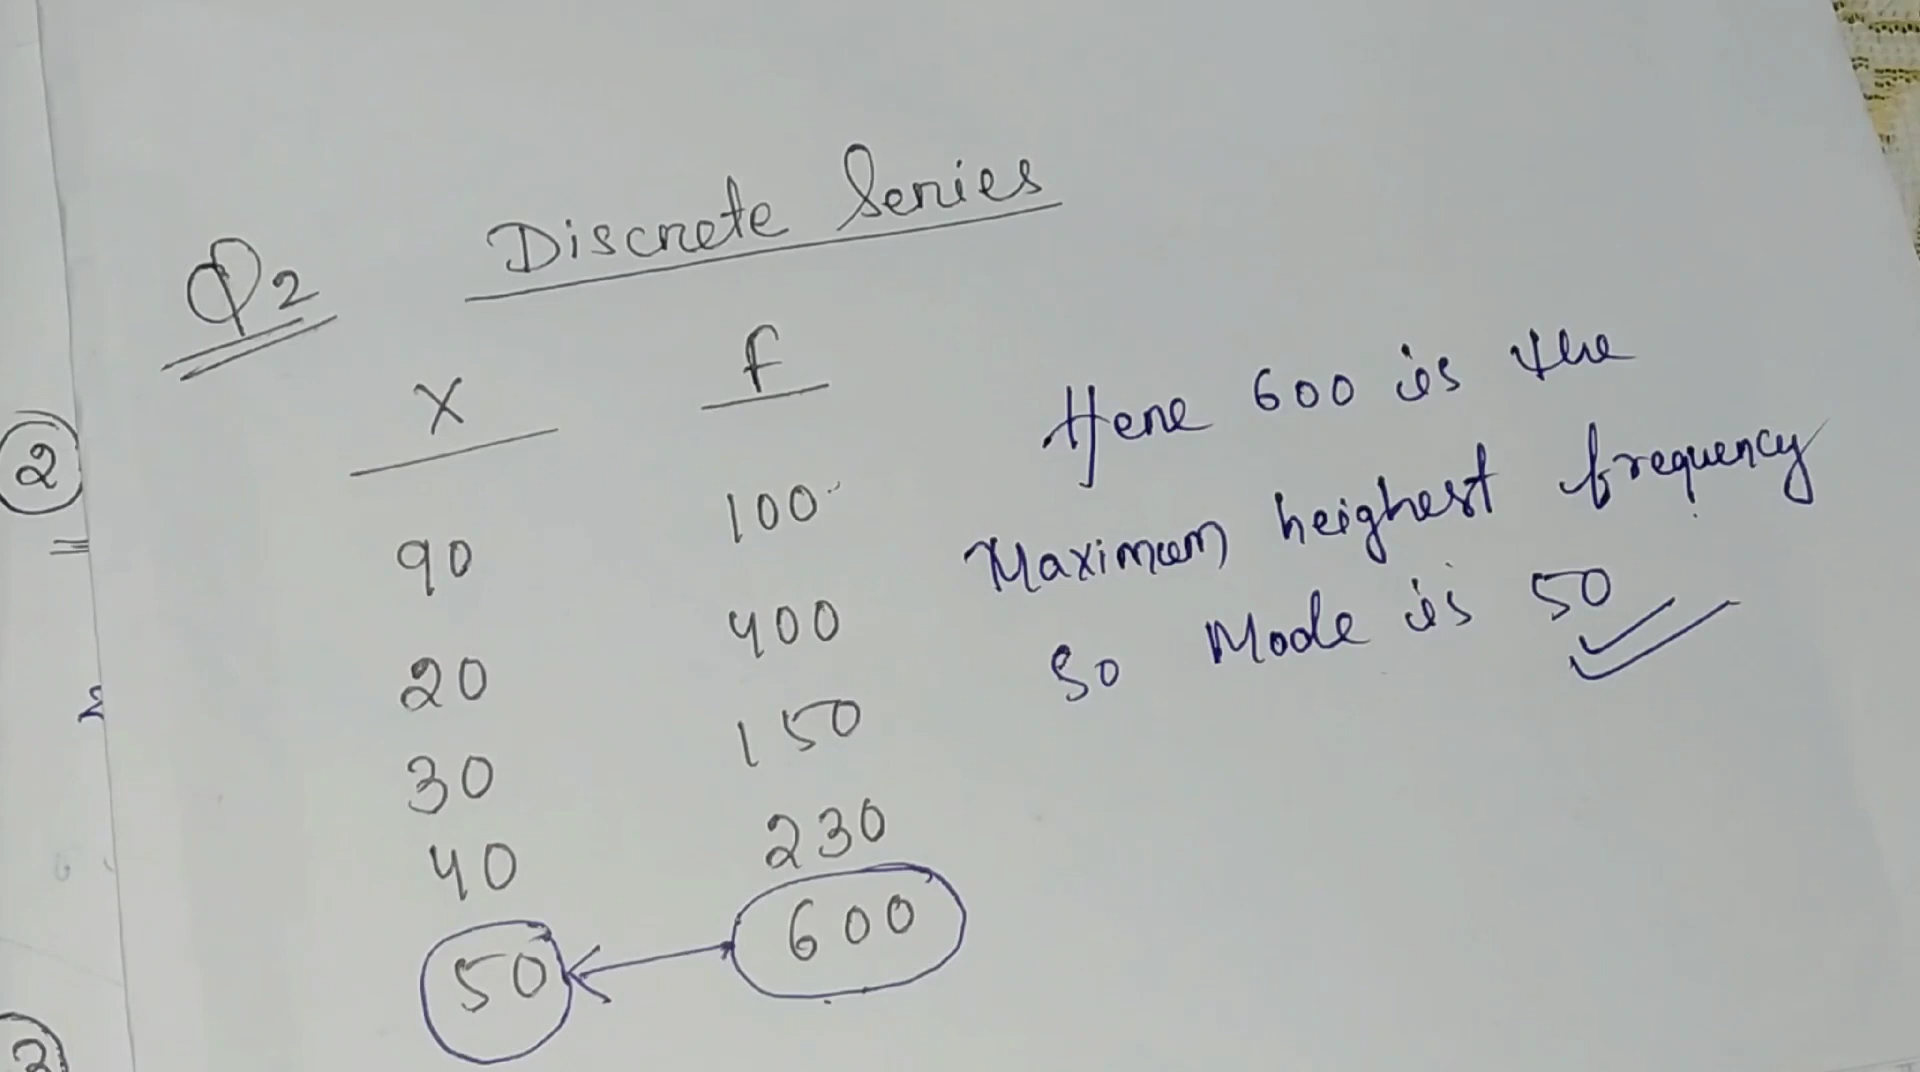 Discrete Series
Q2
X f
90 100
20 400
30 150
40 230
50 600
Here 600 is the
Maximum heighest frequency
So Mode is 50
2